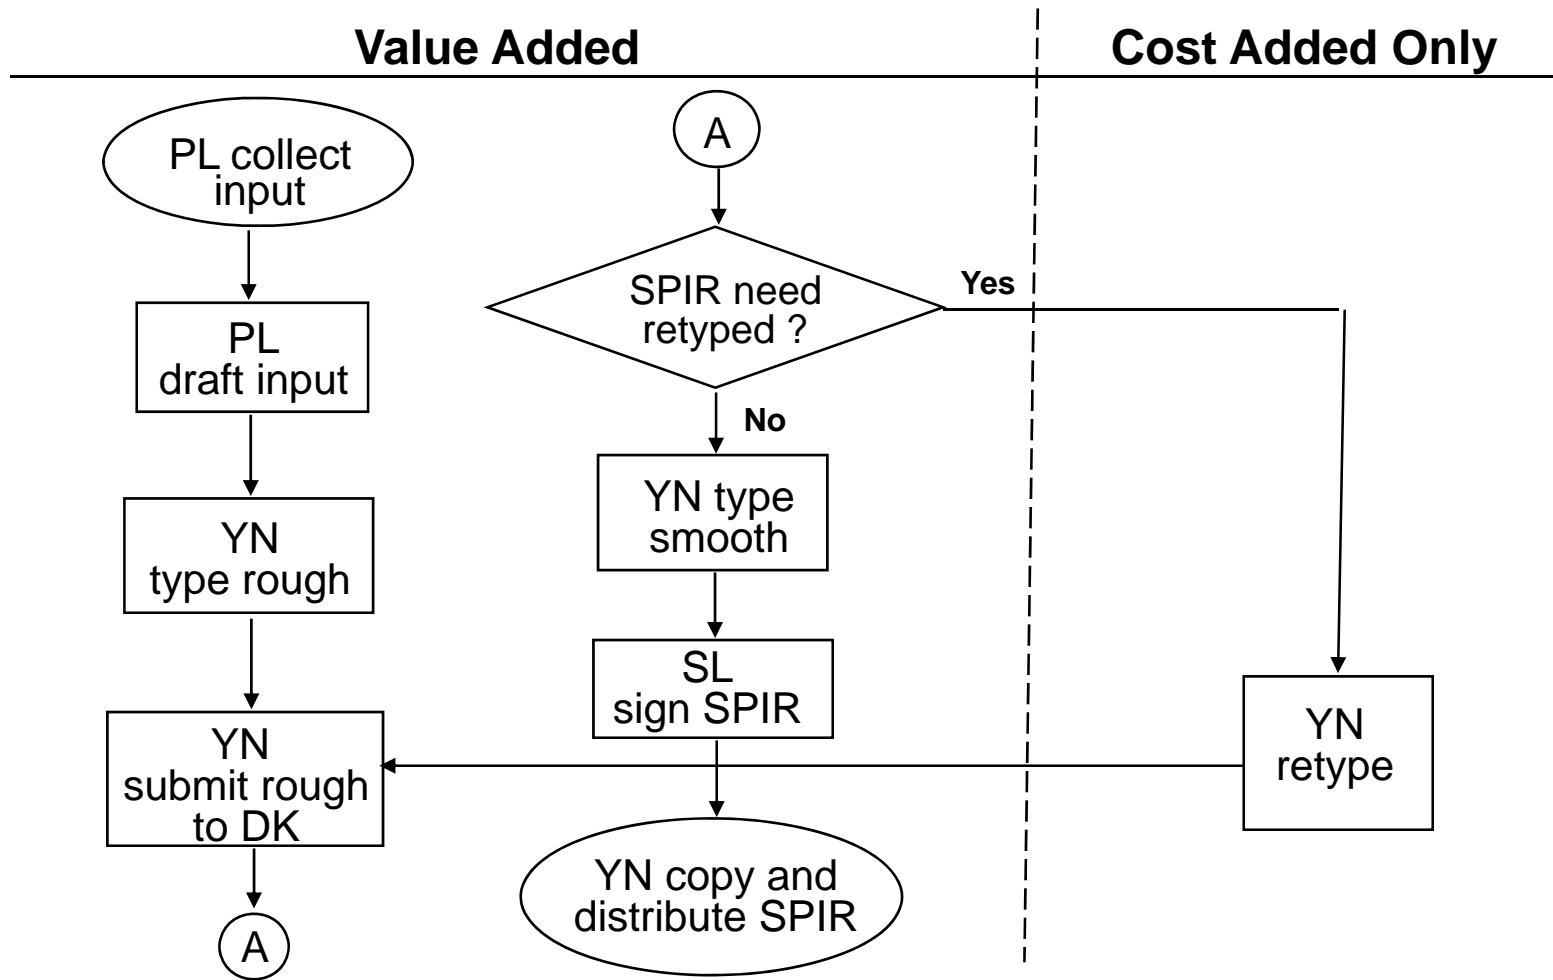 Value Added
Cost Added Only
PL collect
input
PL
draft input
YN
type rough
YN
submit rough
to DK
A
A
SPIR need
retyped ?
Yes
No
YN type
smooth
SL
sign SPIR
YN copy and
distribute SPIR
YN
retype